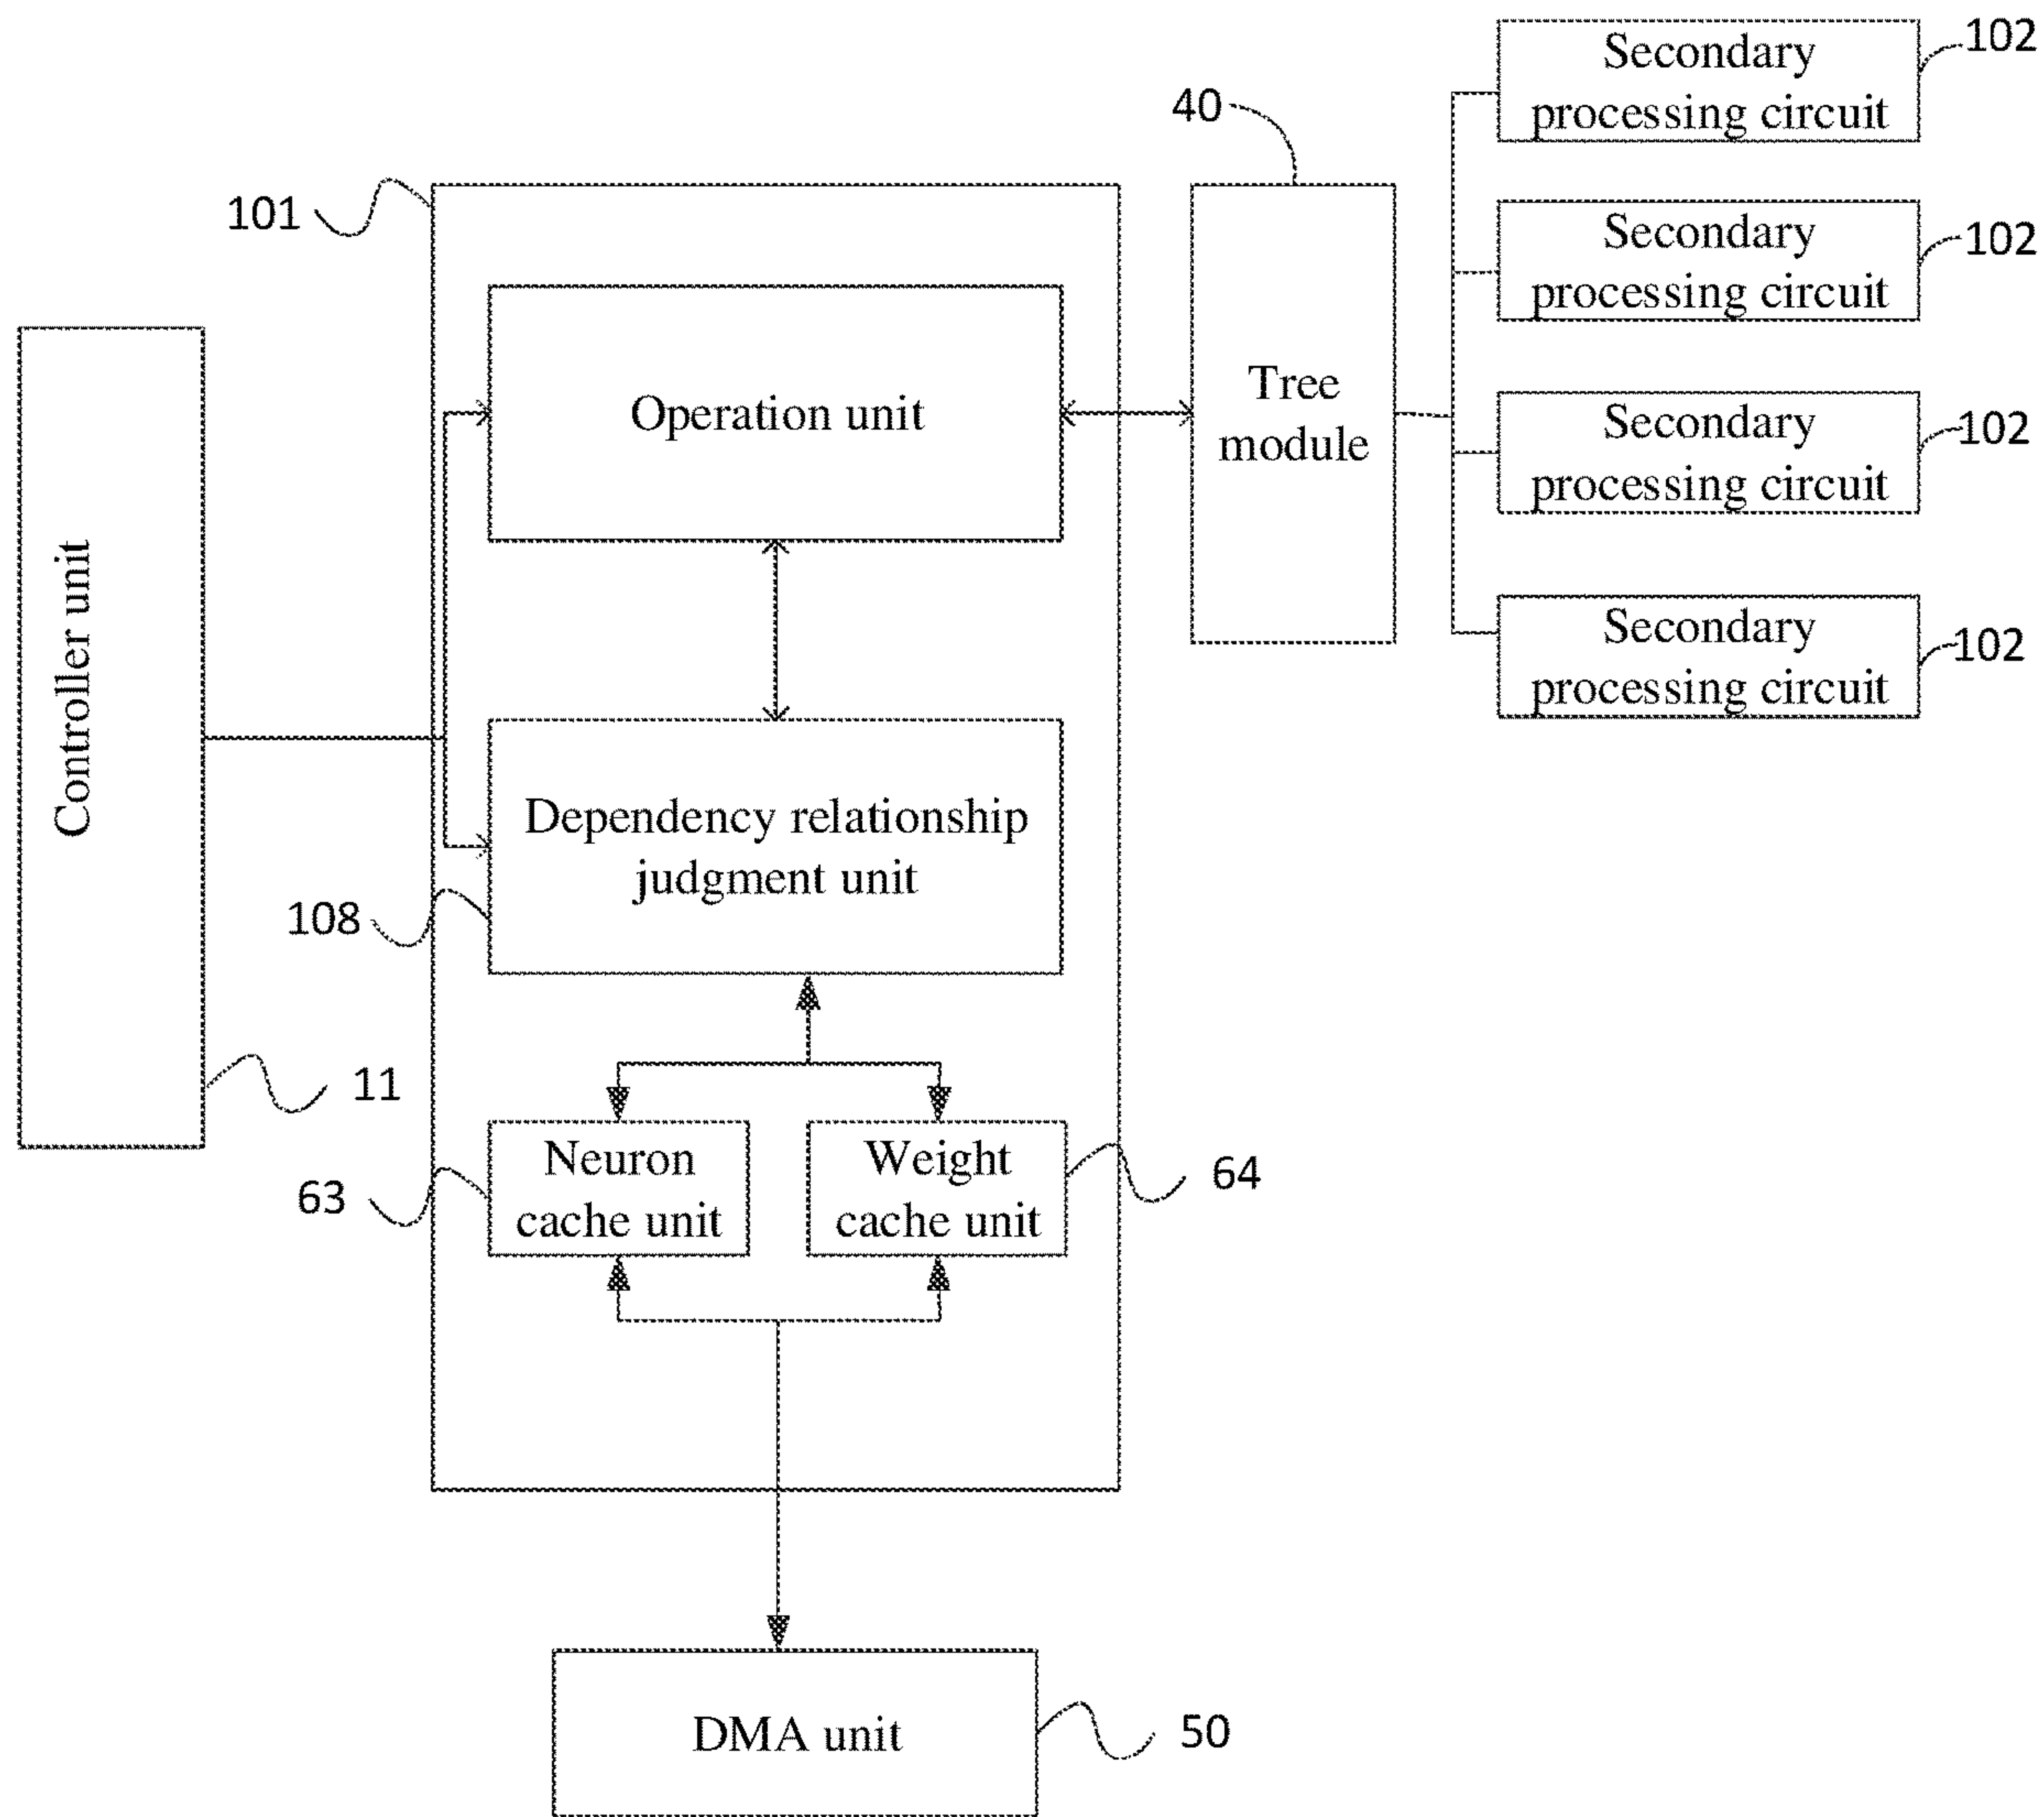 Secondary
processing circuit
102
40
101
Secondary
processing circuit
102
Operation unit
Tree
module
Secondary
processing circuit
102
Controller unit
Secondary
processing circuit
102
Dependency relationship
judgment unit
108
11
Neuron
cache unit
63
Weight
cache unit
64
DMA unit
50